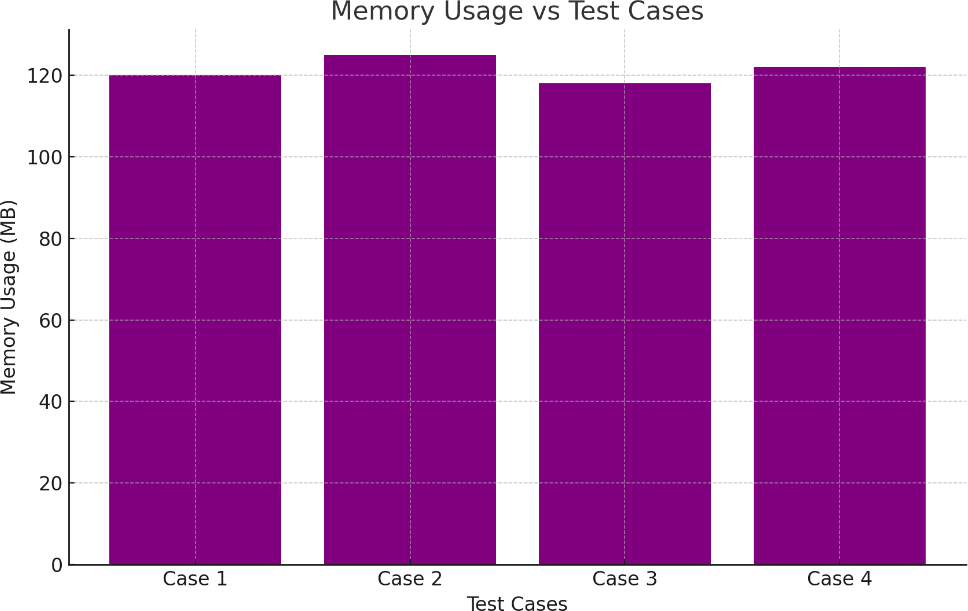 Memory Usage vs Test Cases
Memory Usage (MB)
120
100
80
60
40
20
0
Case 1 Case 2 Case 3 Case 4
Test Cases